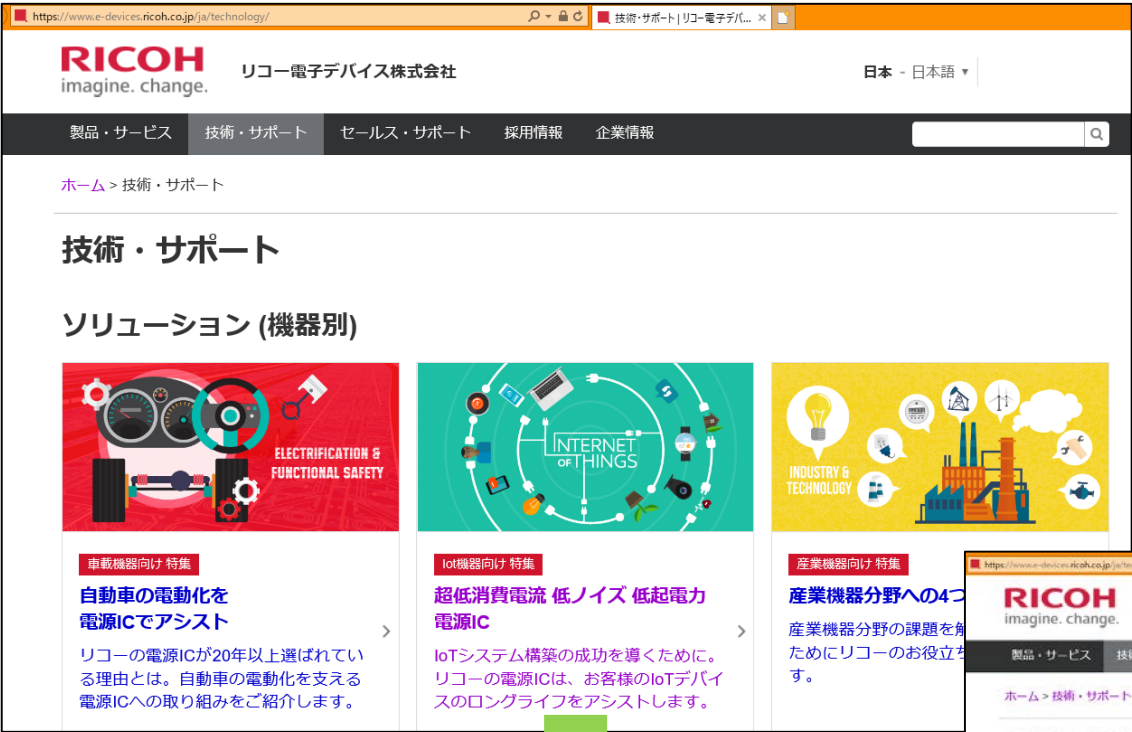 https://www.e-devices.ricoh.co.jp/ja/technology/
技術・サポート | リコー電子デバ...
RICOH
imagine. change.
リコー電子デバイス株式会社
日本 - 日本語
製品・サービス
技術・サポート
セールス・サポート
採用情報
企業情報
ホーム > 技術・サポート
技術・サポート
ソリューション (機器別)
ELECTRIFICATION &
FUNCTIONAL SAFETY
INTERNET
OF THINGS
INDUSTRY &
TECHNOLOGY
車載機器向け 特集
自動車の電動化を
電源ICでアシスト
リコーの電源ICが20年以上選ばれてい
る理由とは。自動車の電動化を支える
電源ICへの取り組みをご紹介します。
Iot機器向け 特集
超低消費電流 低ノイズ 低起電力
電源IC
IoTシステム構築の成功を導くために。
リコーの電源ICは、お客様のIoTデバイ
スのロングライフをアシストします。
産業機器向け 特集
産業機器分野への4つ
産業機器分野の課題を解
ためにリコーのお役立ち
す。
https://www.e-devices.ricoh.co.jp/ja/te
RICOH
imagine. change.
製品・サービス
技術
ホーム > 技術・サポート